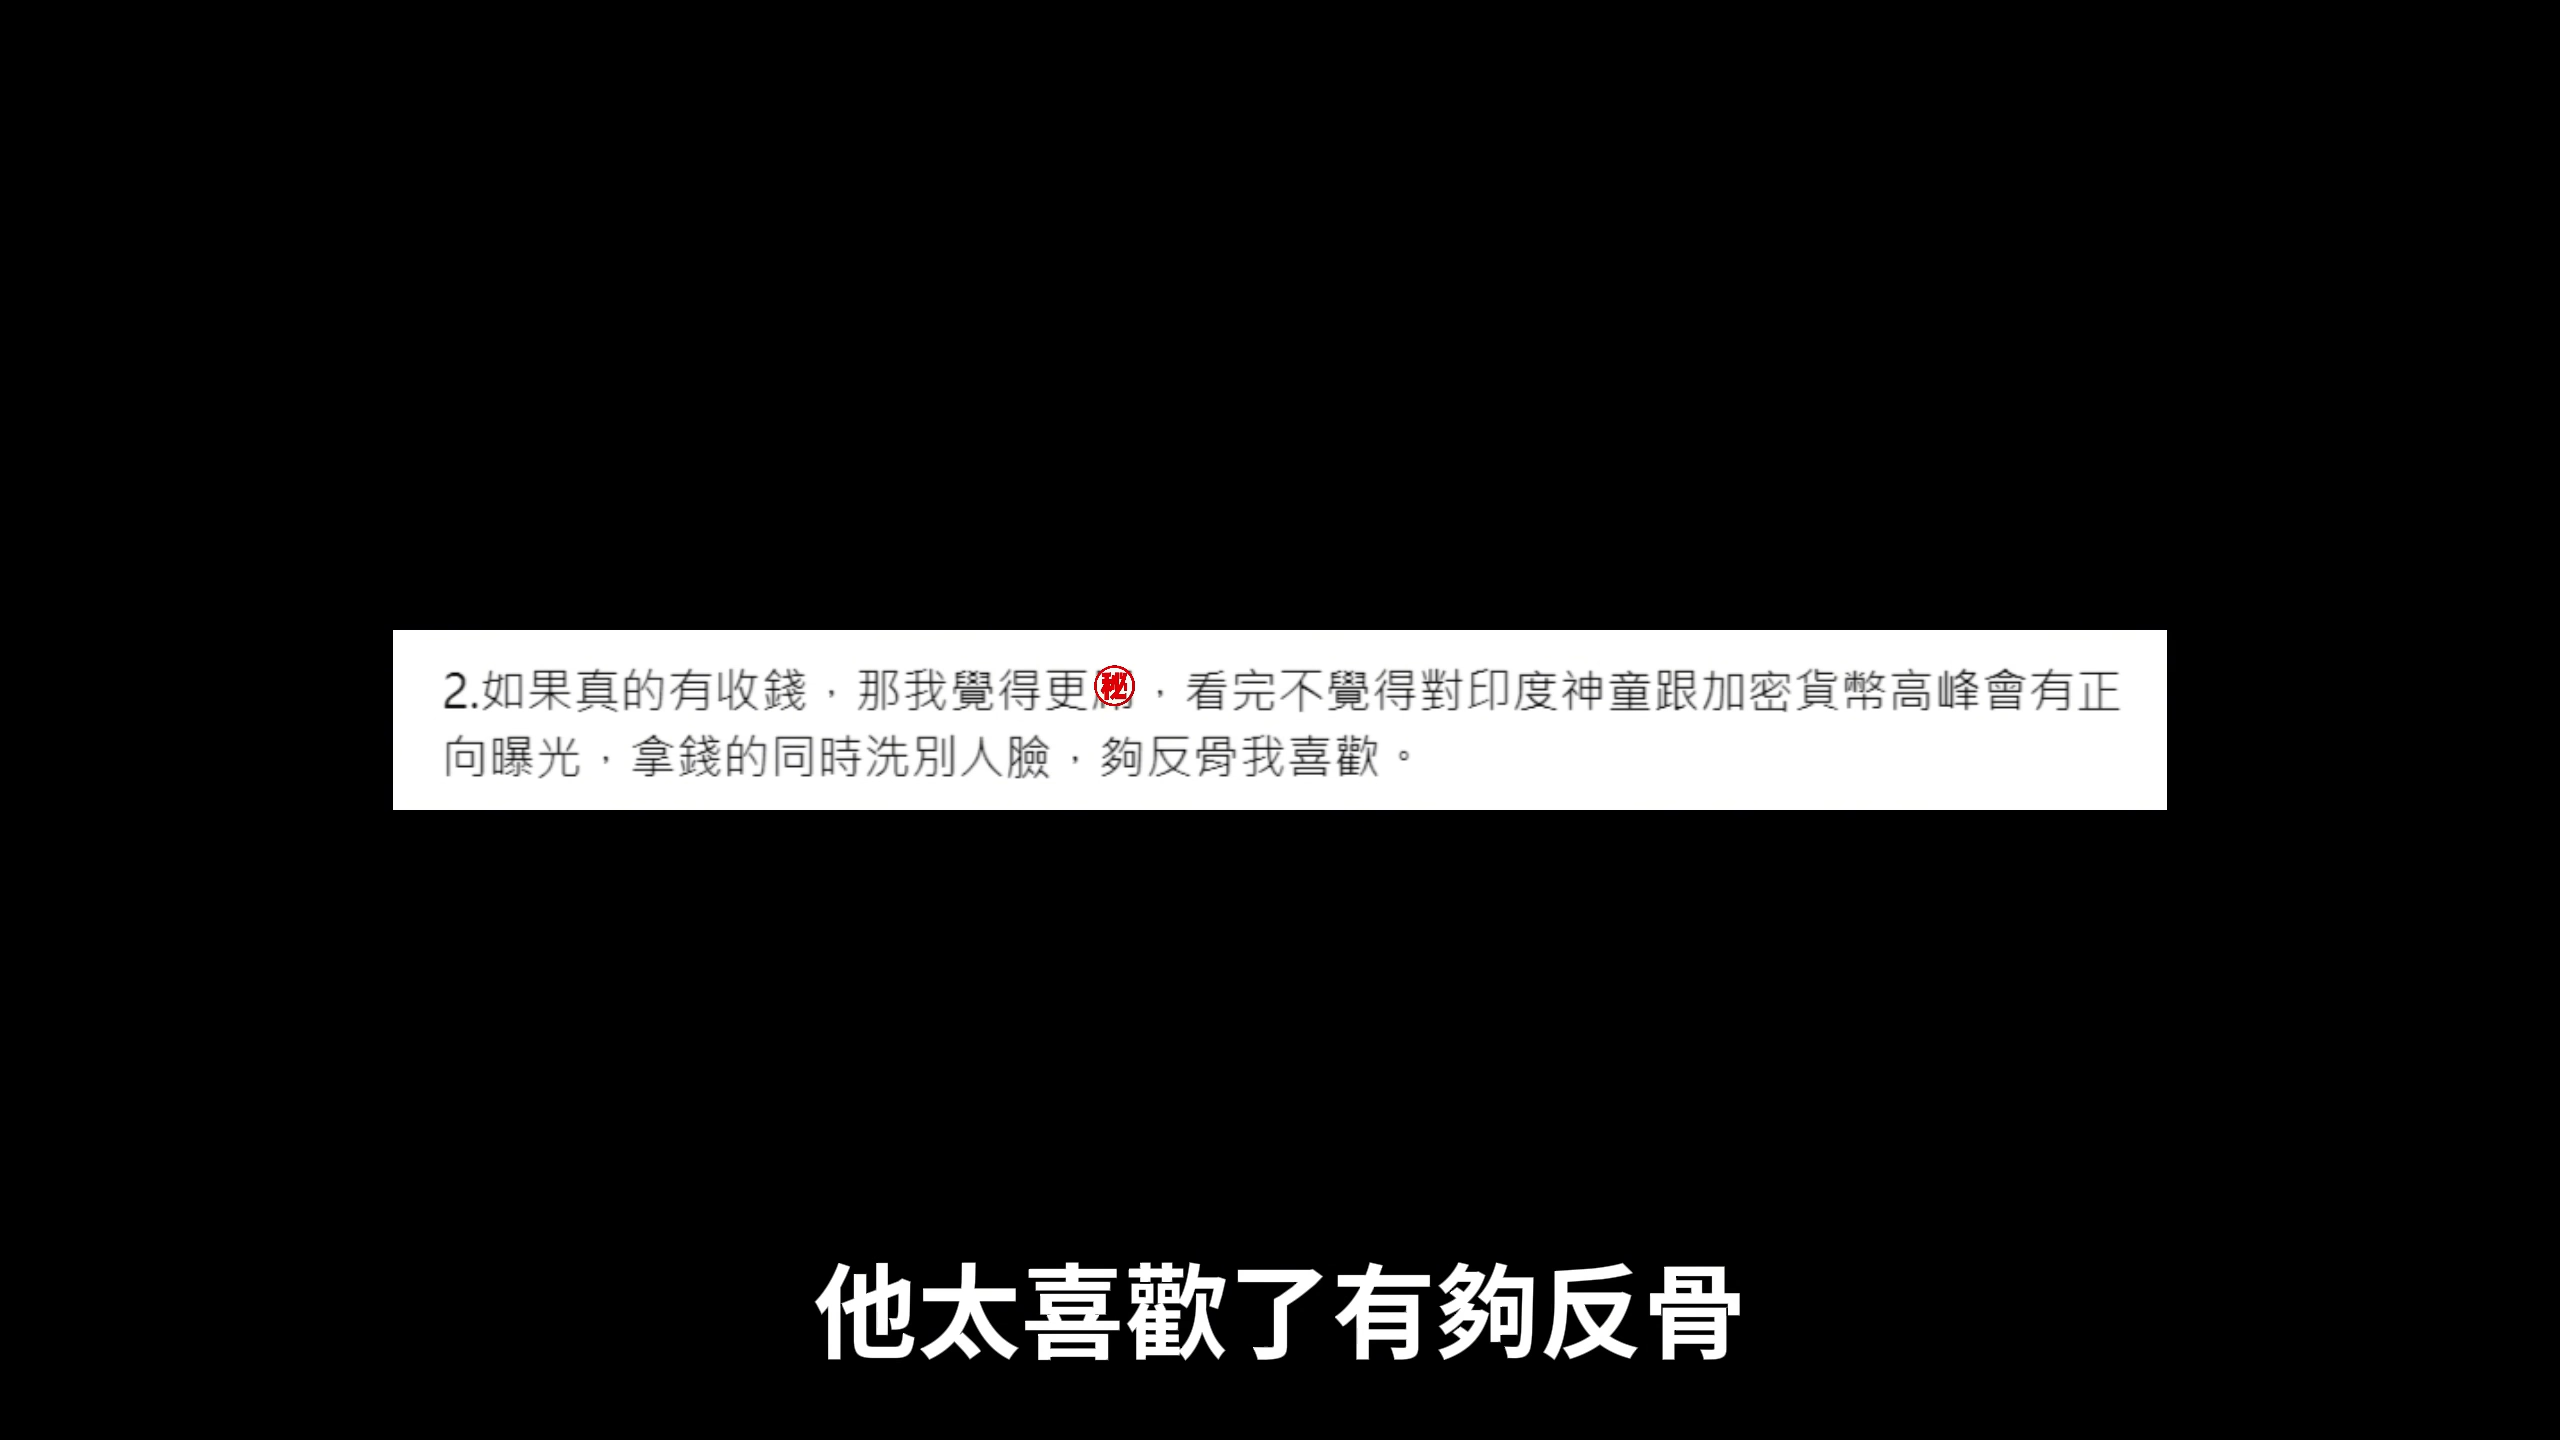 2.如果真的有收錢，那我覺得更㊙，看完不覺得對印度神童跟加密貨幣高峰會有正
向曝光，拿錢的同時洗別人臉，夠反骨我喜歡。
他太喜歡了有夠反骨